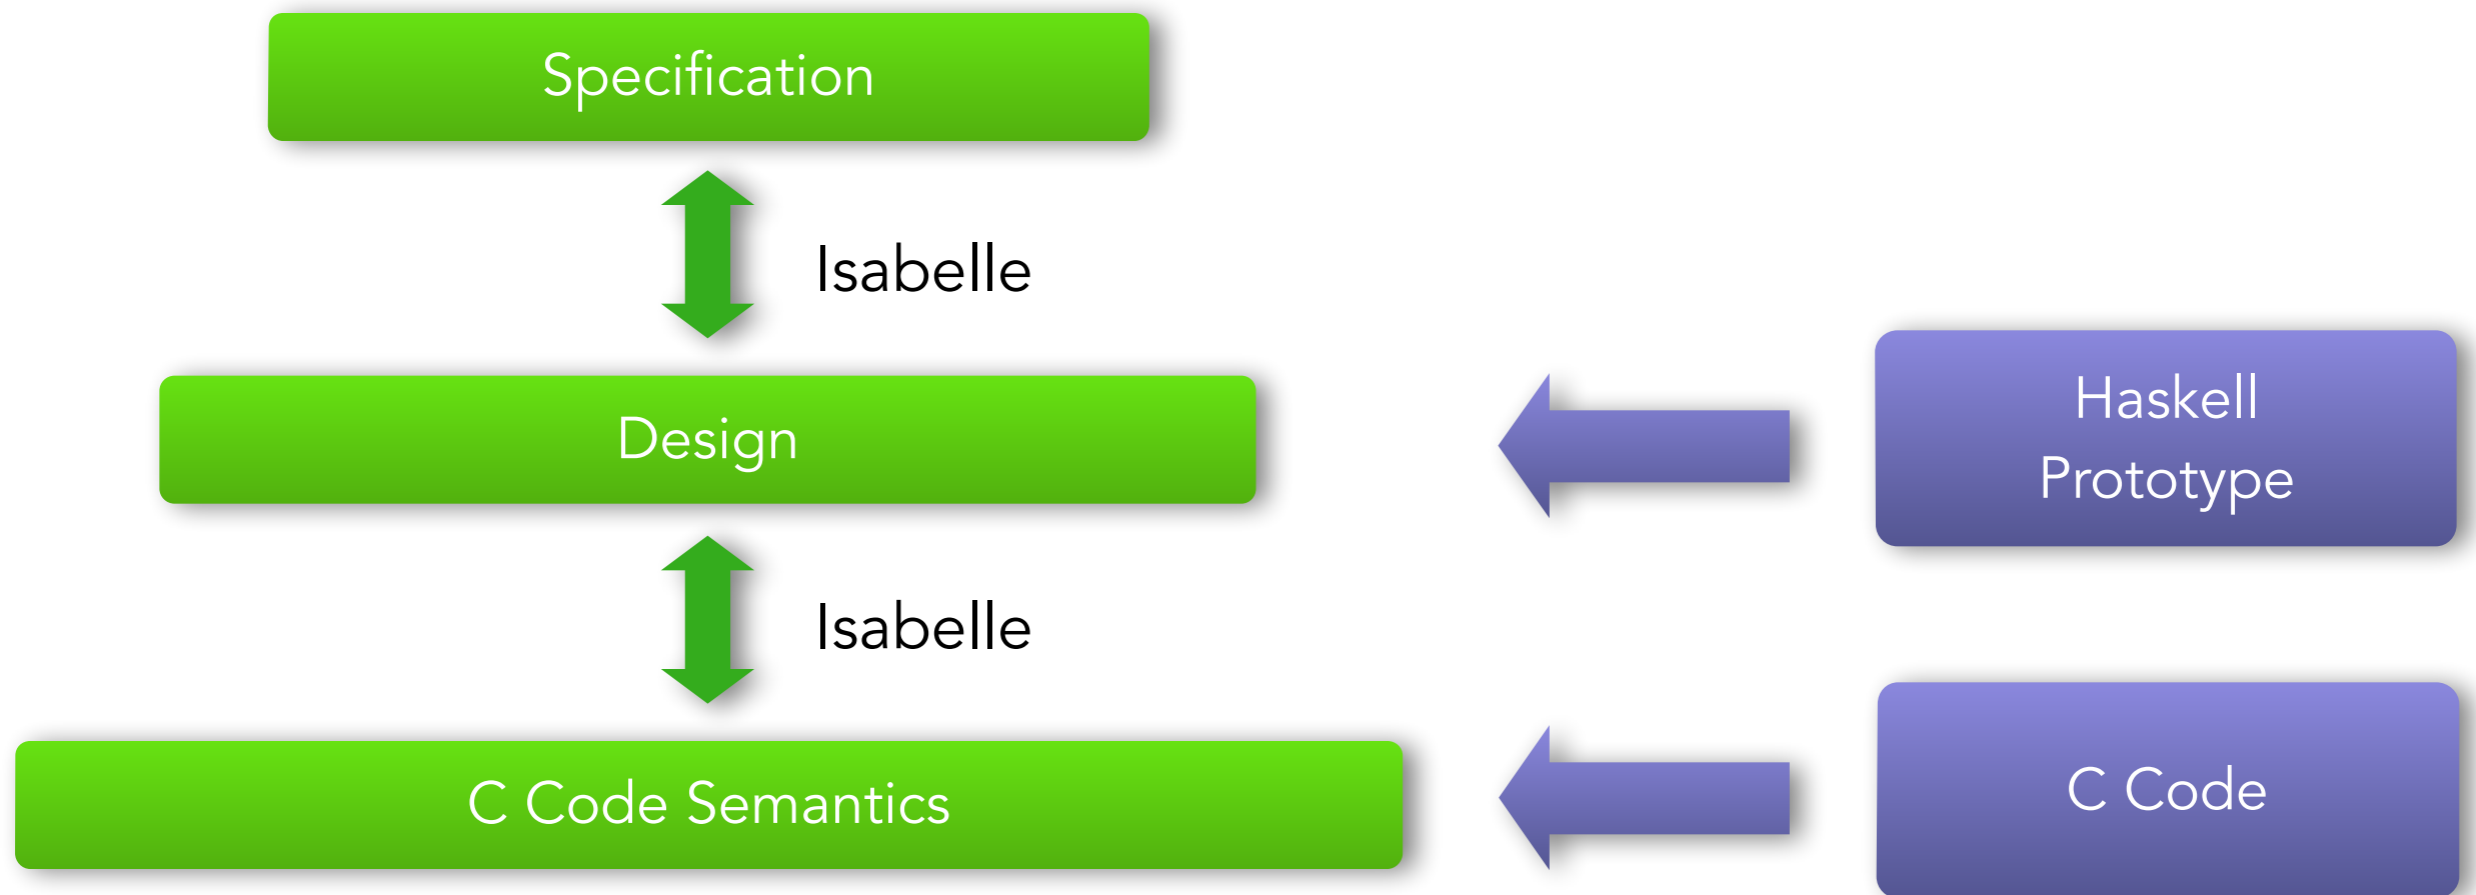 Specification
Isabelle
Design
Haskell
Prototype
Isabelle
C Code Semantics
C Code